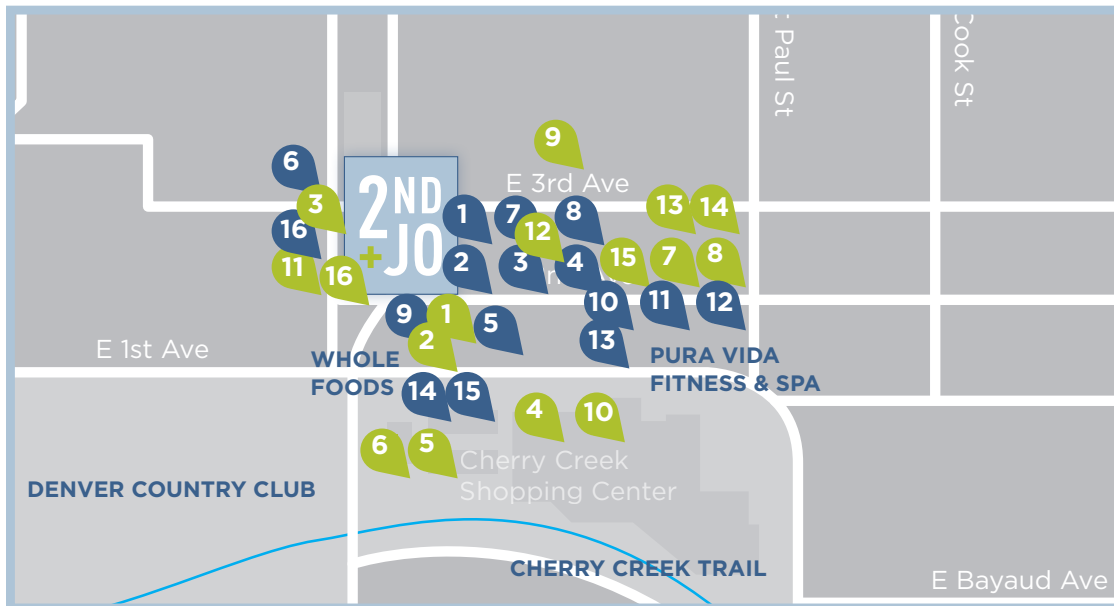 E Paul St
Cook St
9
6
E 3rd Ave
2ND
+ JO
3
1
7
8
13
14
16
12
11
16
2
3
4
15
7
8
9
1
5
10
11
12
2
13
E 1st Ave
WHOLE
FOODS
PURA VIDA
FITNESS & SPA
14
15
4
10
6
5
Cherry Creek
Shopping Center
DENVER COUNTRY CLUB
CHERRY CREEK TRAIL
E Bayaud Ave